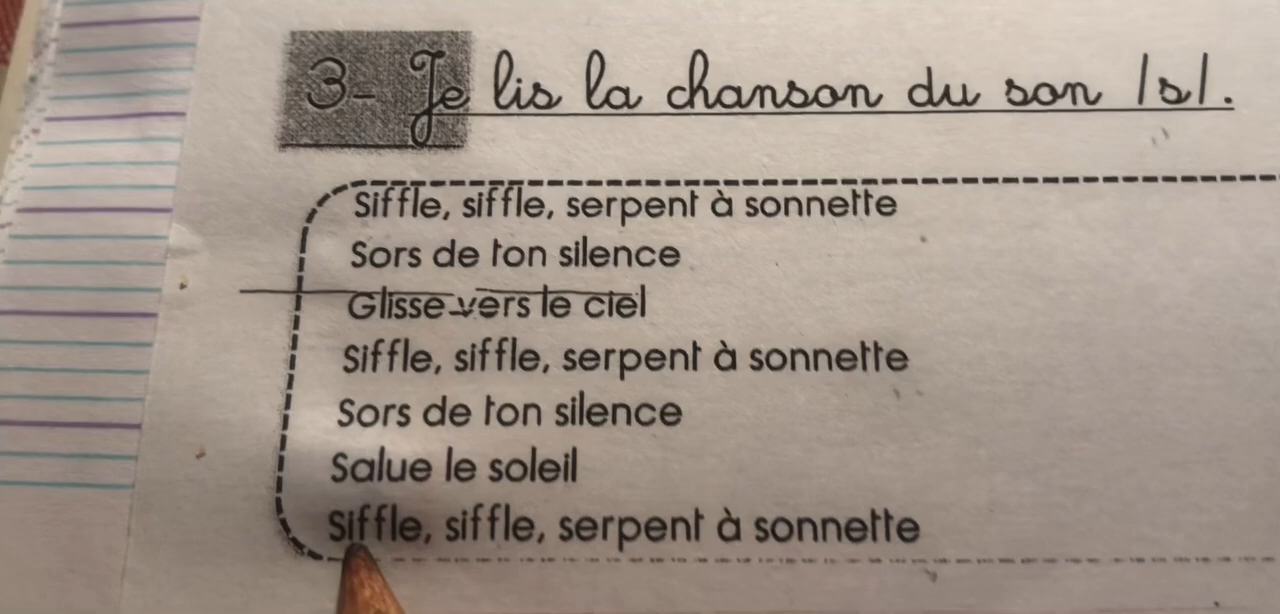 3- Je lis la chanson du son |s|.
Siffle, siffle, serpent à sonnette
Sors de ton silence
Glisse vers le ciel
Siffle, siffle, serpent à sonnette
Sors de ton silence
Salue le soleil
Siffle, siffle, serpent à sonnette